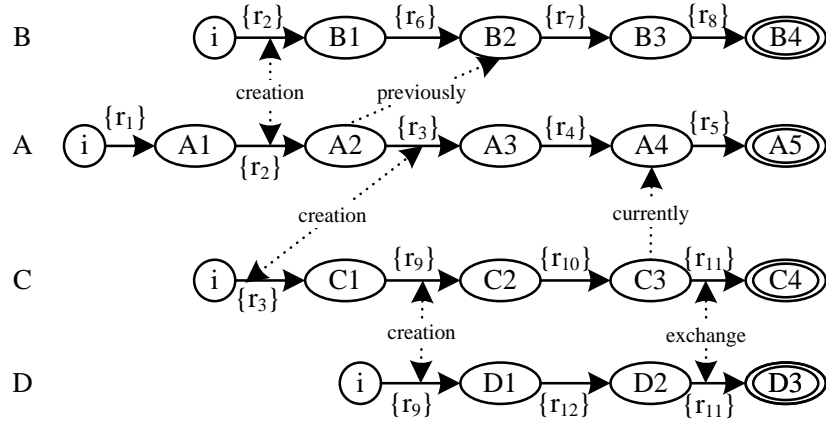 B i {r₂} B1 {r₆} B2 {r₇} B3 {r₈} B4
creation previously
{r₁} {r₃} {r₄} {r₅}
A i A1 A2 A3 A4 A5
{r₂}
creation currently
{r₉} {r₁₀} {r₁₁}
C i C1 C2 C3 C4
{r₃}
creation exchange
D i D1 D2 D3
{r₉} {r₁₂} {r₁₁}